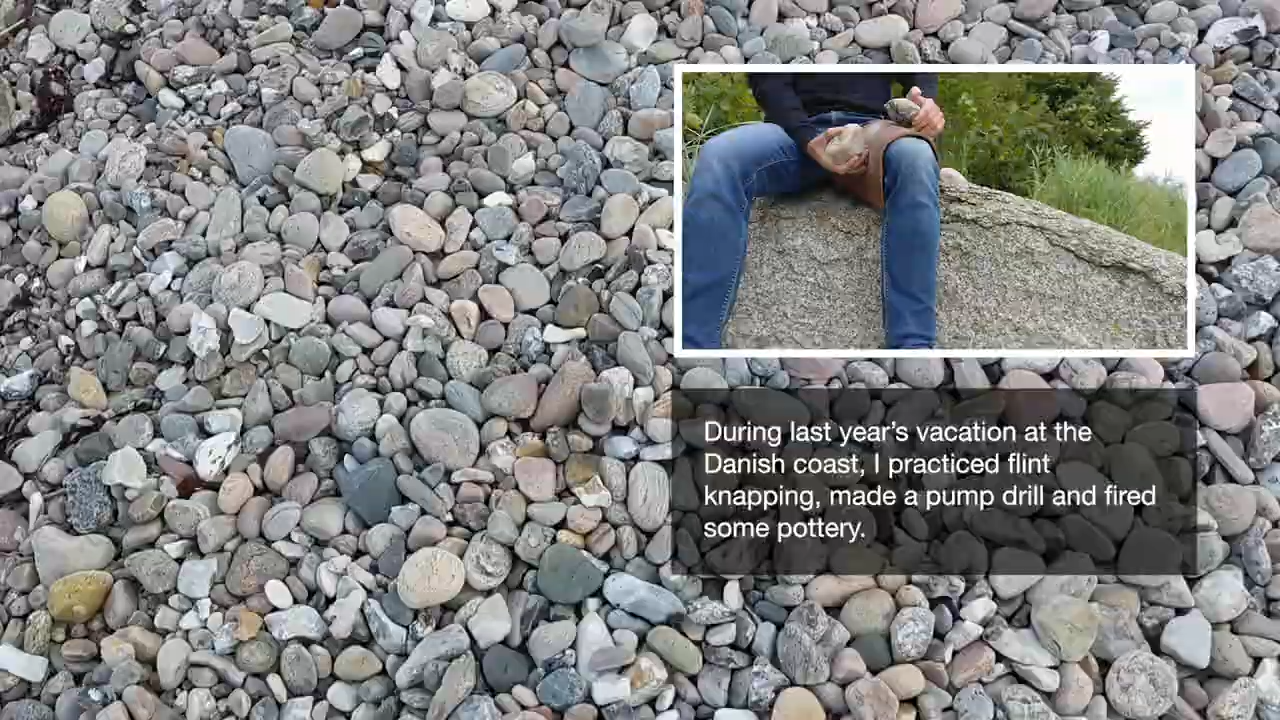 During last year’s vacation at the
Danish coast, I practiced flint
knapping, made a pump drill and fired
some pottery.